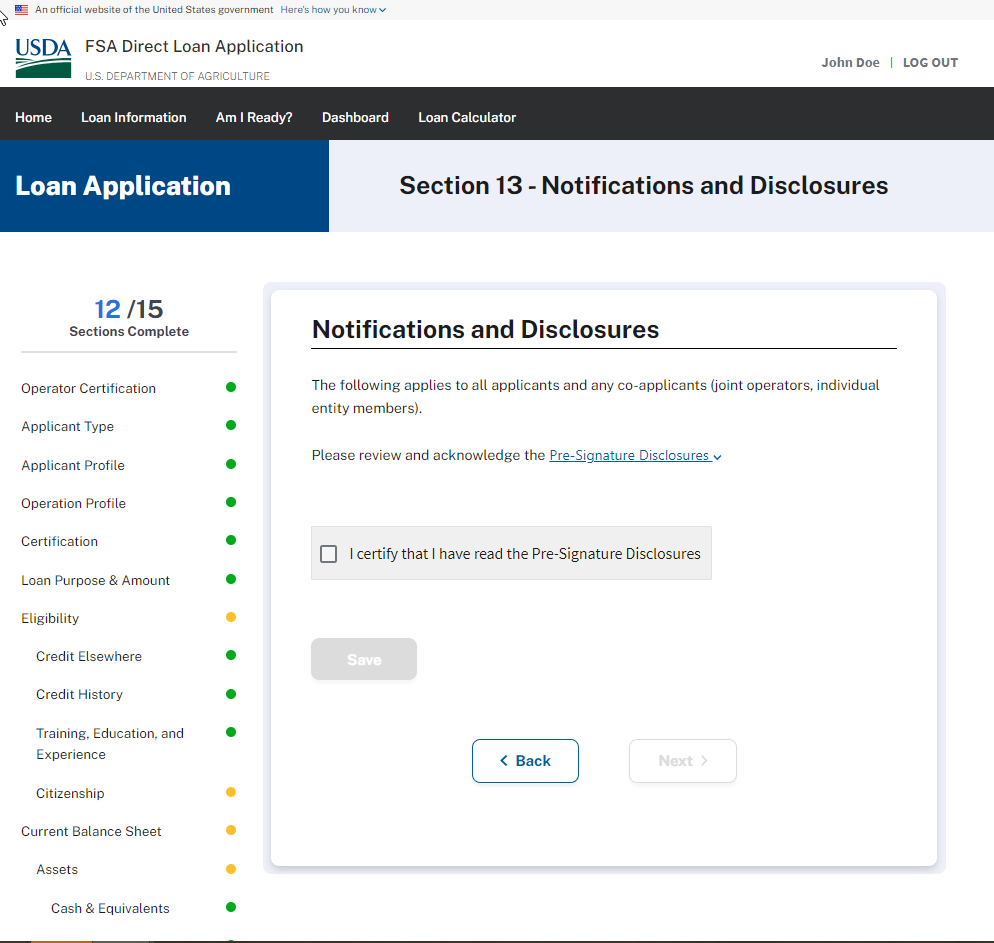 An official website of the United States government Here's how you know
USDA
FSA Direct Loan Application
U.S. DEPARTMENT OF AGRICULTURE
John Doe | LOG OUT
Home Loan Information Am I Ready? Dashboard Loan Calculator
Loan Application
Section 13 - Notifications and Disclosures
12 /15
Sections Complete
Operator Certification
Applicant Type
Applicant Profile
Operation Profile
Certification
Loan Purpose & Amount
Eligibility
Credit Elsewhere
Credit History
Training, Education, and
Experience
Citizenship
Current Balance Sheet
Assets
Cash & Equivalents
Notifications and Disclosures
The following applies to all applicants and any co-applicants (joint operators, individual
entity members).
Please review and acknowledge the Pre-Signature Disclosures
I certify that I have read the Pre-Signature Disclosures
Save
Back
Next